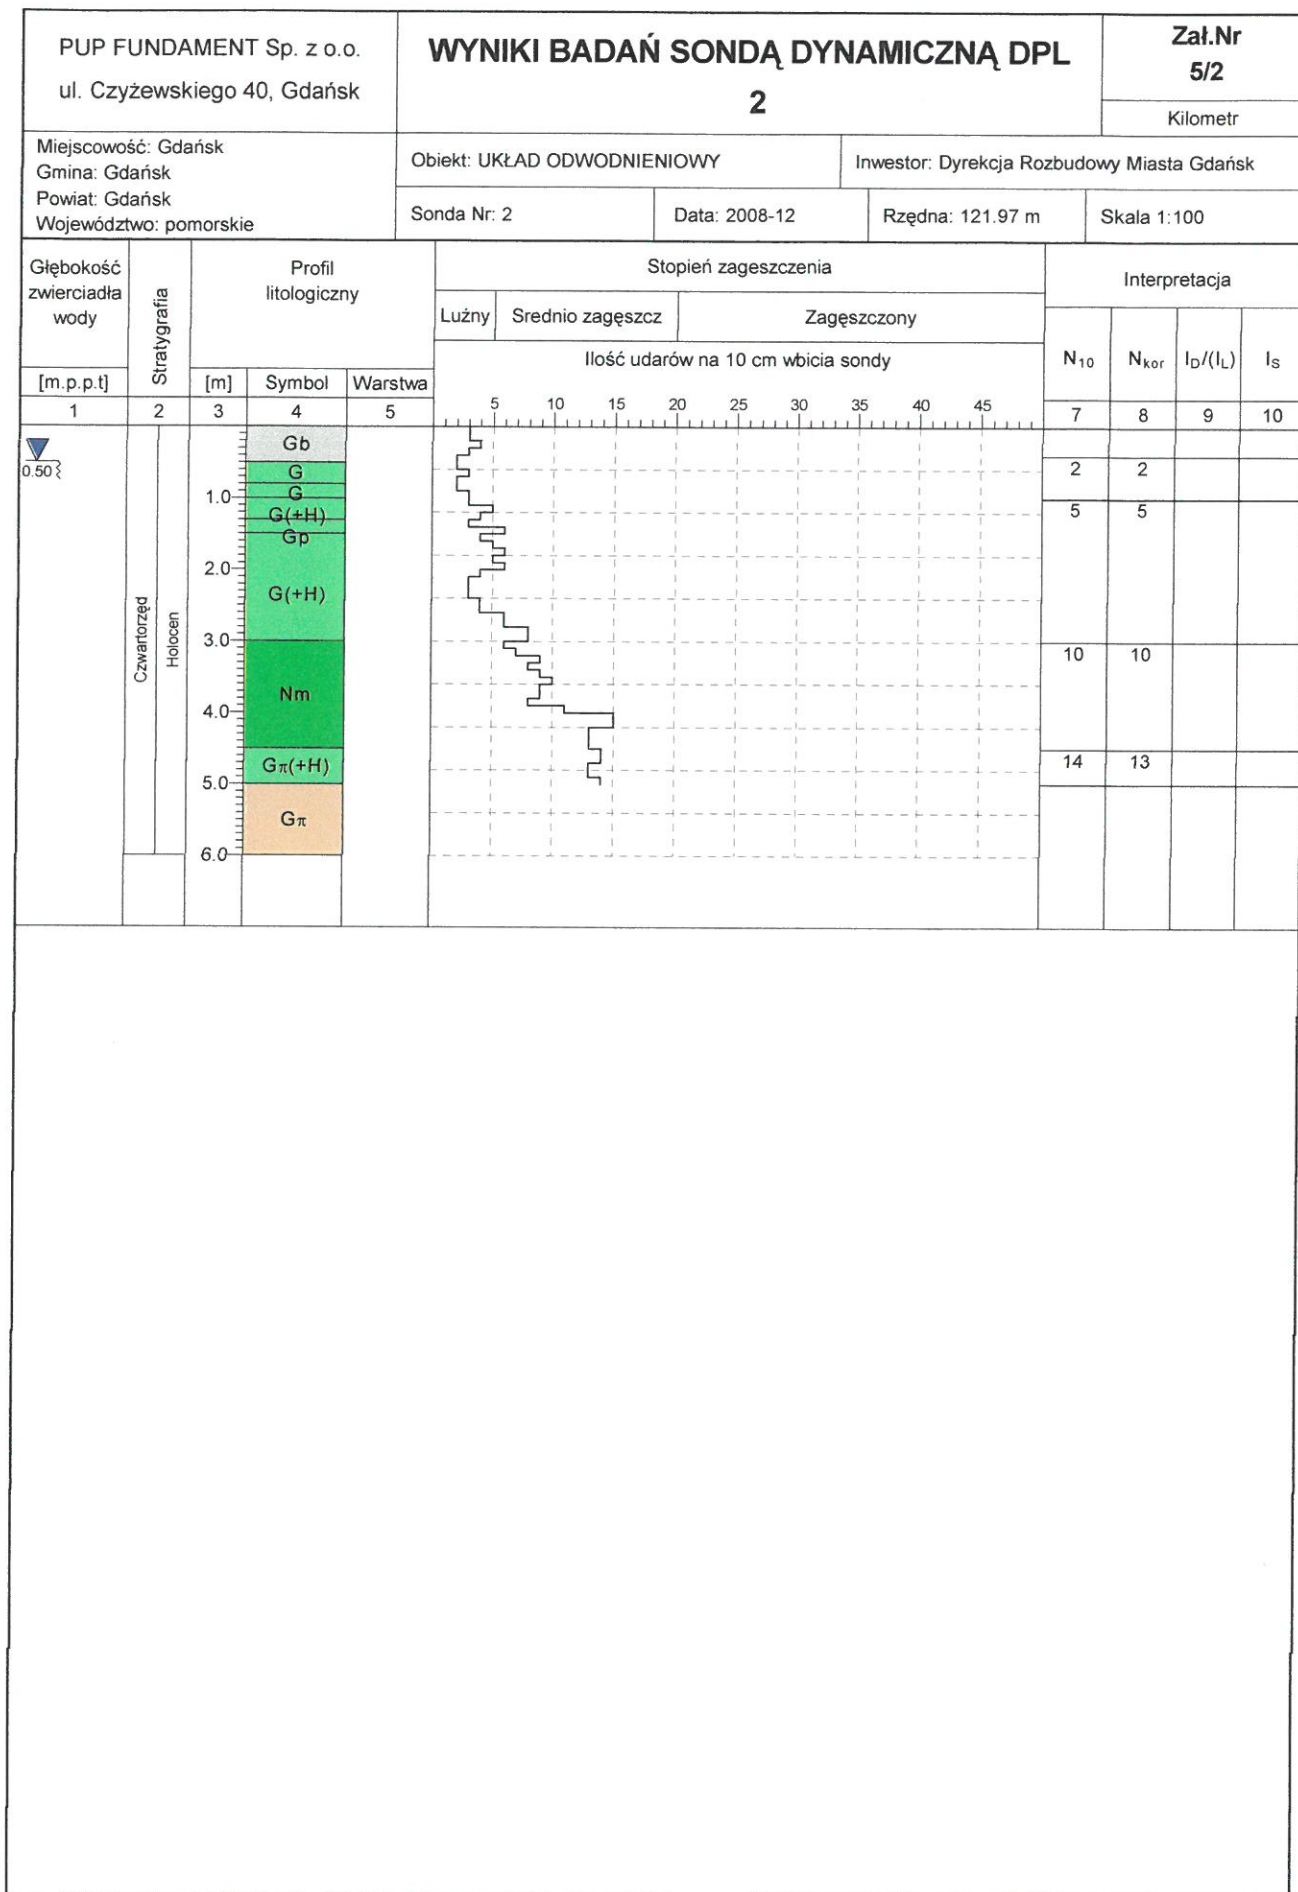 PUP FUNDAMENT Sp. z o.o.
ul. Czyżewskiego 40, Gdańsk
WYNIKI BADAŃ SONDĄ DYNAMICZNĄ DPL
2
Zał.Nr
5/2
Kilometr
Miejscowość: Gdańsk
Gmina: Gdańsk
Powiat: Gdańsk
Województwo: pomorskie
Obiekt: UKŁAD ODWODNIENIOWY
Inwestor: Dyrekcja Rozbudowy Miasta Gdańsk
Sonda Nr: 2
Data: 2008-12
Rzędna: 121.97 m
Skala 1:100
Głębokość
zwierciadła
wody
[m.p.p.t]
Stratygrafia
Profil
litologiczny
[m]
Symbol
Warstwa
Stopień zageszczenia
Luźny
Srednio zagęszcz
Zagęszczony
Ilość udarów na 10 cm wbicia sondy
5 10 15 20 25 30 35 40 45
Interpretacja
N10
Nkor
ID/(IL)
IS
1 2 3 4 5 7 8 9 10
0.50
Czwartorzęd
Holocen
1.0
2.0
3.0
4.0
5.0
6.0
Gb
G
G
G(+H)
Gp
G(+H)
Nm
Gπ(+H)
Gπ
2 2
5 5
10 10
14 13